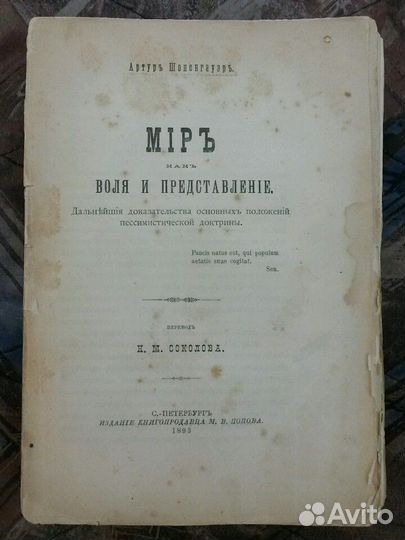 Артуръ Шопенгауэръ.
МІРЪ
КАКЪ
ВОЛЯ И ПРЕДСТАВЛЕНІЕ.
Дальнѣйшія доказательства основныхъ положеній
пессимистической доктрины.
Paucis natus est, qui populum
aetatis suae cogitat.
Sen.
ПЕРЕВОДЪ
Н. М. СОКОЛОВА.
С.-ПЕТЕРБУРГЪ
ИЗДАНІЕ КНИГОПРОДАВЦА М. В. ПОПОВА.
1893
Avito